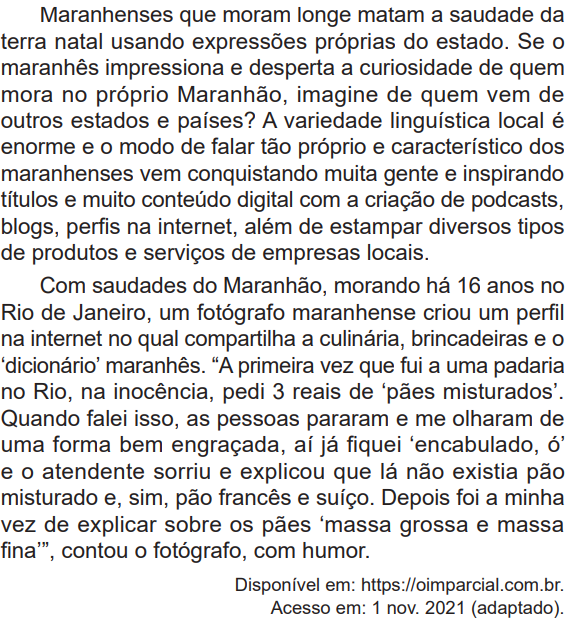 Maranhenses que moram longe matam a saudade da
terra natal usando expressões próprias do estado. Se o
maranhês impressiona e desperta a curiosidade de quem
mora no próprio Maranhão, imagine de quem vem de
outros estados e países? A variedade linguística local é
enorme e o modo de falar tão próprio e característico dos
maranhenses vem conquistando muita gente e inspirando
títulos e muito conteúdo digital com a criação de podcasts,
blogs, perfis na internet, além de estampar diversos tipos
de produtos e serviços de empresas locais.
Com saudades do Maranhão, morando há 16 anos no
Rio de Janeiro, um fotógrafo maranhense criou um perfil
na internet no qual compartilha a culinária, brincadeiras e o
‘dicionário’ maranhês. “A primeira vez que fui a uma padaria
no Rio, na inocência, pedi 3 reais de ‘pães misturados’.
Quando falei isso, as pessoas pararam e me olharam de
uma forma bem engraçada, aí já fiquei ‘encabulado, ó’
e o atendente sorriu e explicou que lá não existia pão
misturado e, sim, pão francês e suíço. Depois foi a minha
vez de explicar sobre os pães ‘massa grossa e massa
fina’”, contou o fotógrafo, com humor.
Disponível em: https://oimparcial.com.br.
Acesso em: 1 nov. 2021 (adaptado).